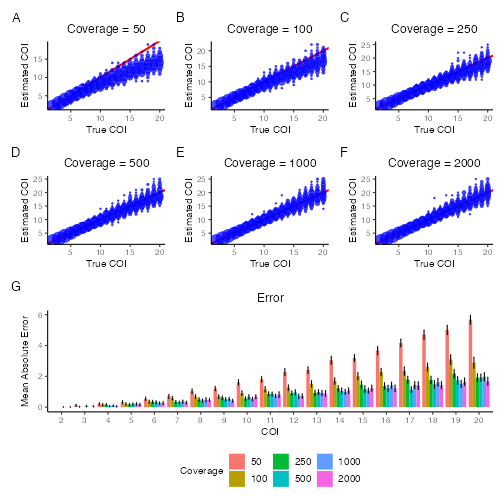 A B C
Coverage = 50 Coverage = 100 Coverage = 250
Estimated COI
15
10
5
5 10 15 20
True COI
Estimated COI
20
15
10
5
5 10 15 20
True COI
Estimated COI
25
20
15
10
5
5 10 15 20
True COI
D E F
Coverage = 500 Coverage = 1000 Coverage = 2000
Estimated COI
25
20
15
10
5
5 10 15 20
True COI
Estimated COI
25
20
15
10
5
5 10 15 20
True COI
Estimated COI
25
20
15
10
5
5 10 15 20
True COI
G
Error
Mean Absolute Error
6
4
2
0
2 3 4 5 6 7 8 9 10 11 12 13 14 15 16 17 18 19 20
COI
Coverage
50 250 1000
100 500 2000